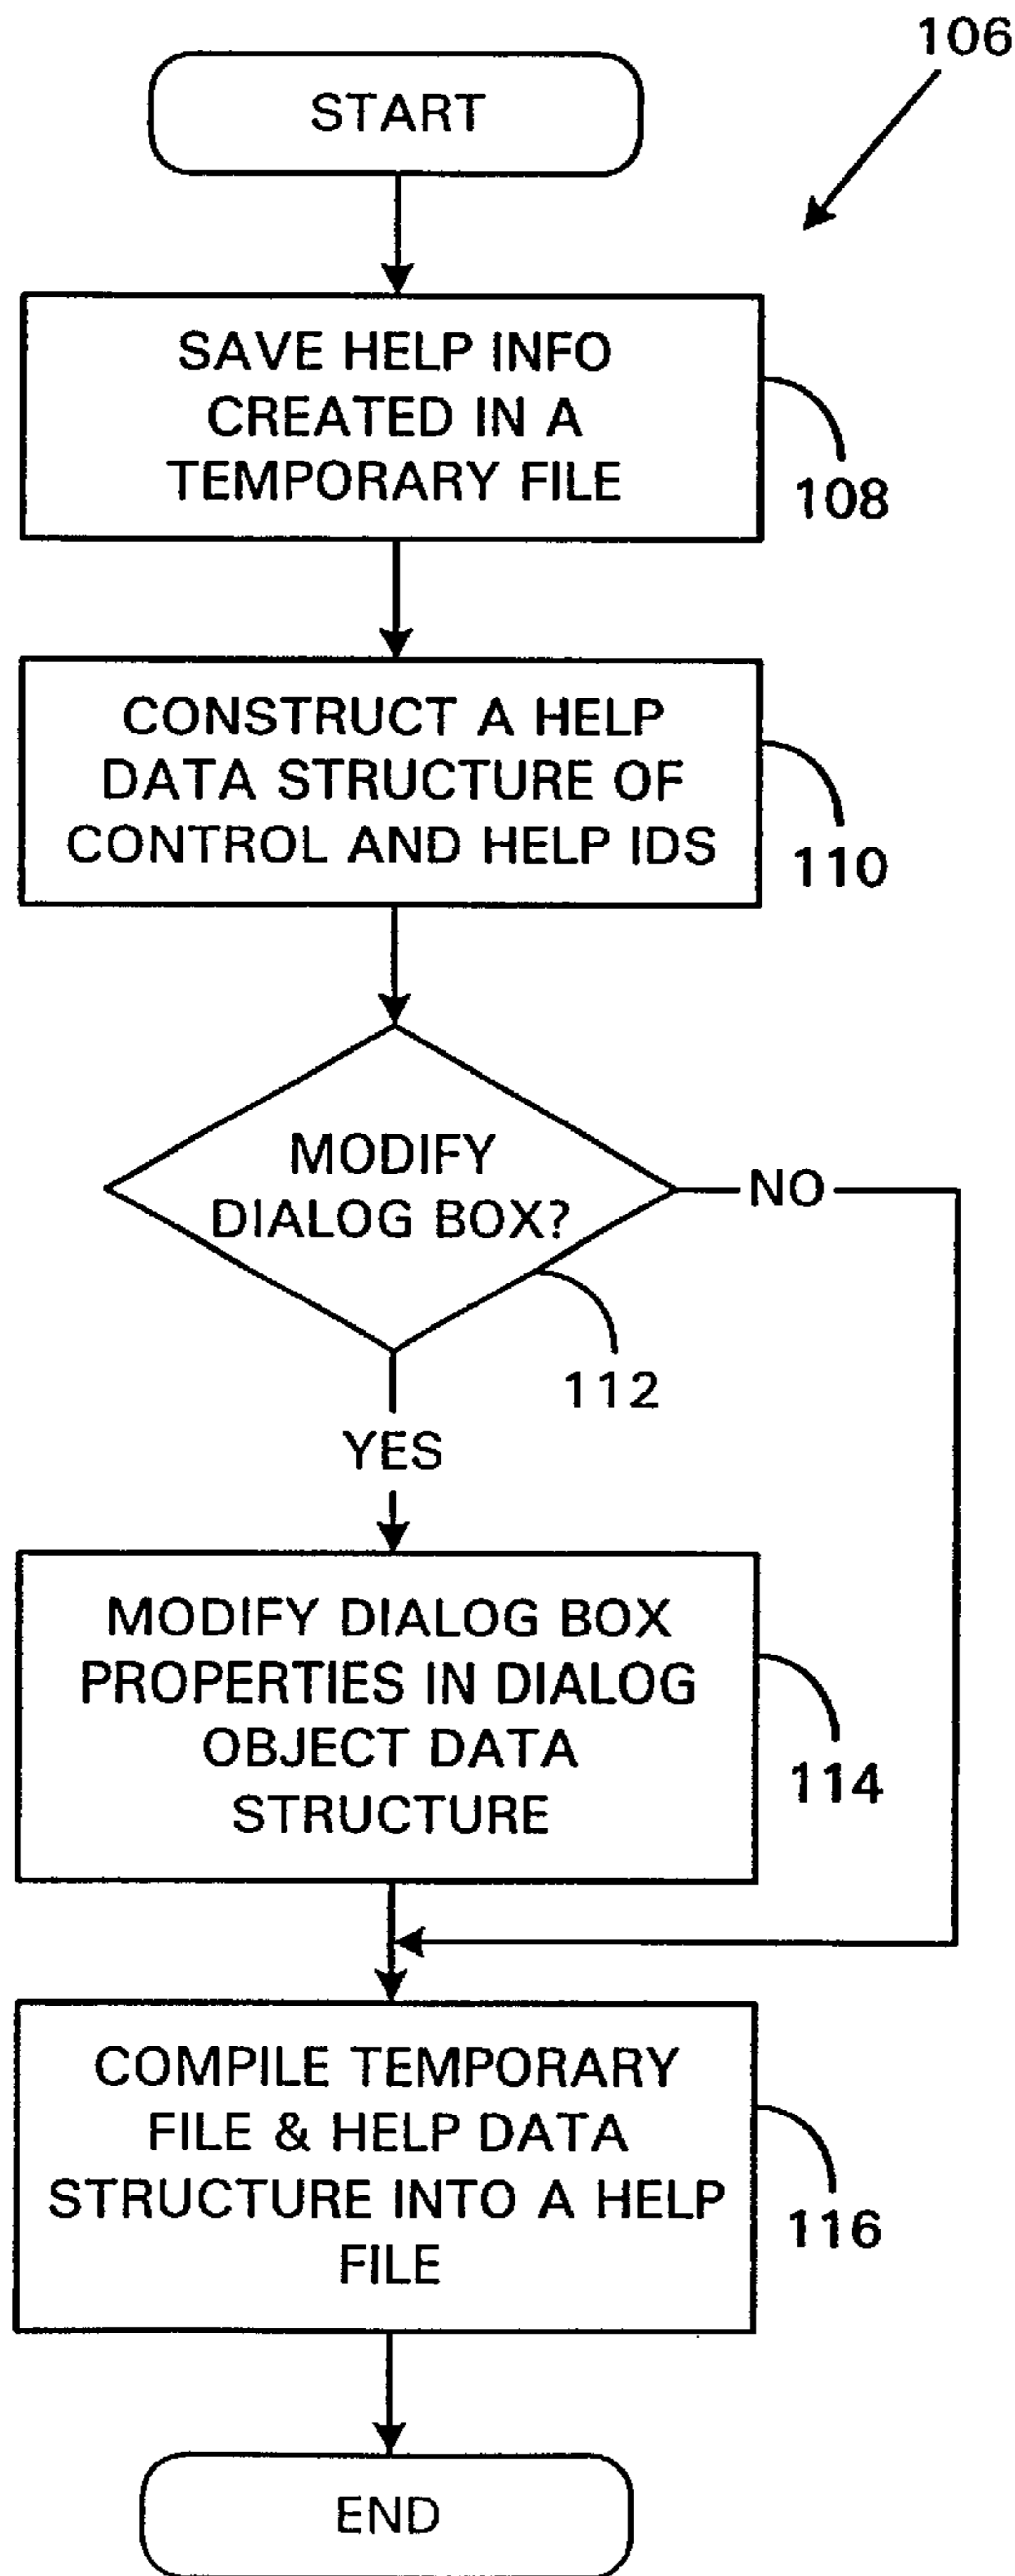 106
START
SAVE HELP INFO
CREATED IN A
TEMPORARY FILE
108
CONSTRUCT A HELP
DATA STRUCTURE OF
CONTROL AND HELP IDS
110
MODIFY
DIALOG BOX?
NO
112
YES
MODIFY DIALOG BOX
PROPERTIES IN DIALOG
OBJECT DATA
STRUCTURE
114
COMPILE TEMPORARY
FILE & HELP DATA
STRUCTURE INTO A HELP
FILE
116
END